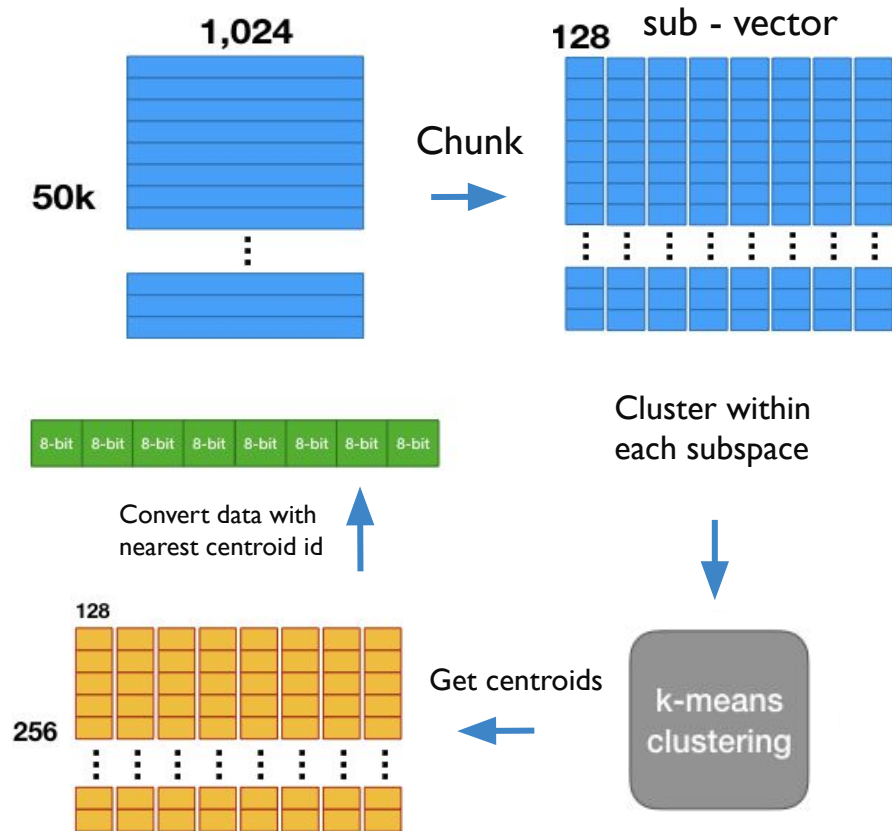 1,024
50k
Chunk
sub - vector
128
Cluster within
each subspace
k-means
clustering
Get centroids
128
256
Convert data with
nearest centroid id
8-bit 8-bit 8-bit 8-bit 8-bit 8-bit 8-bit 8-bit